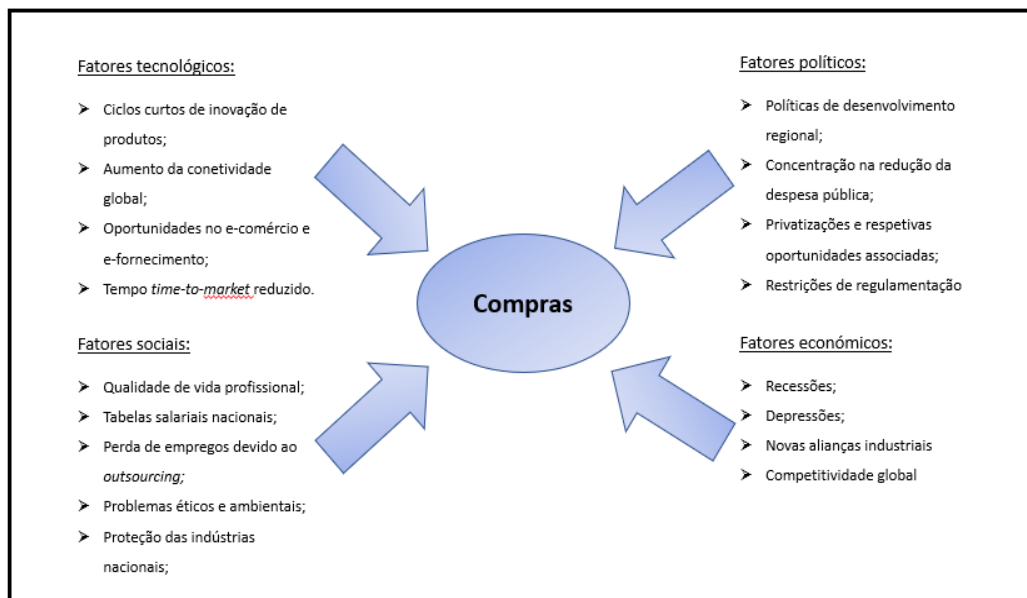 Fatores tecnológicos:
➤ Ciclos curtos de inovação de
produtos;
➤ Aumento da conetividade
global;
➤ Oportunidades no e-comércio e
e-fornecimento;
➤ Tempo time-to-market reduzido.
Fatores sociais:
➤ Qualidade de vida profissional;
➤ Tabelas salariais nacionais;
➤ Perda de empregos devido ao
outsourcing;
➤ Problemas éticos e ambientais;
➤ Proteção das indústrias
nacionais;
Compras
Fatores políticos:
➤ Políticas de desenvolvimento
regional;
➤ Concentração na redução da
despesa pública;
➤ Privatizações e respetivas
oportunidades associadas;
➤ Restrições de regulamentação
Fatores económicos:
➤ Recessões;
➤ Depressões;
➤ Novas alianças industriais
➤ Competitividade global